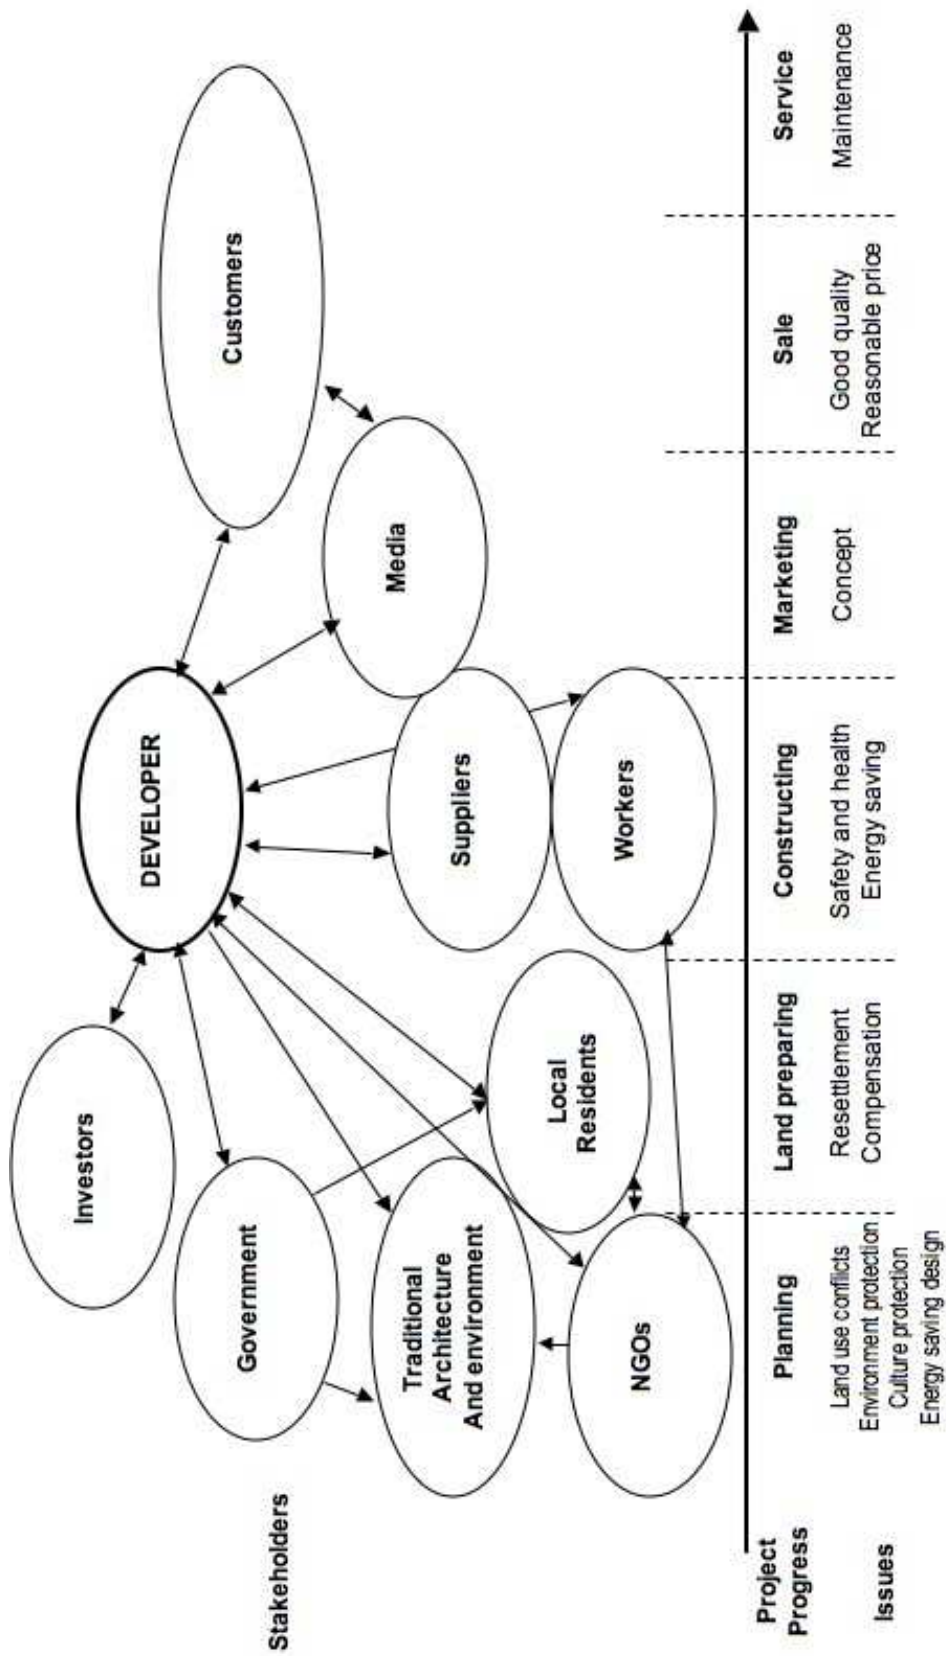 Investors
DEVELOPER
Customers
Government
Media
Traditional
Architecture
And environment
Suppliers
Local
Residents
NGOs
Workers
Stakeholders
Project
Progress
Planning
Land preparing
Constructing
Marketing
Sale
Service
Issues
Land use conflicts
Environment protection
Culture protection
Energy saving design
Resettlement
Compensation
Safety and health
Energy saving
Concept
Good quality
Reasonable price
Maintenance